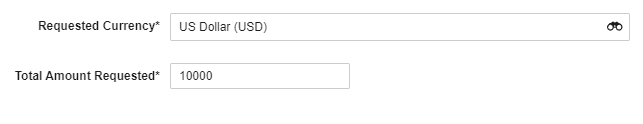 Requested Currency* US Dollar (USD)
Total Amount Requested* 10000